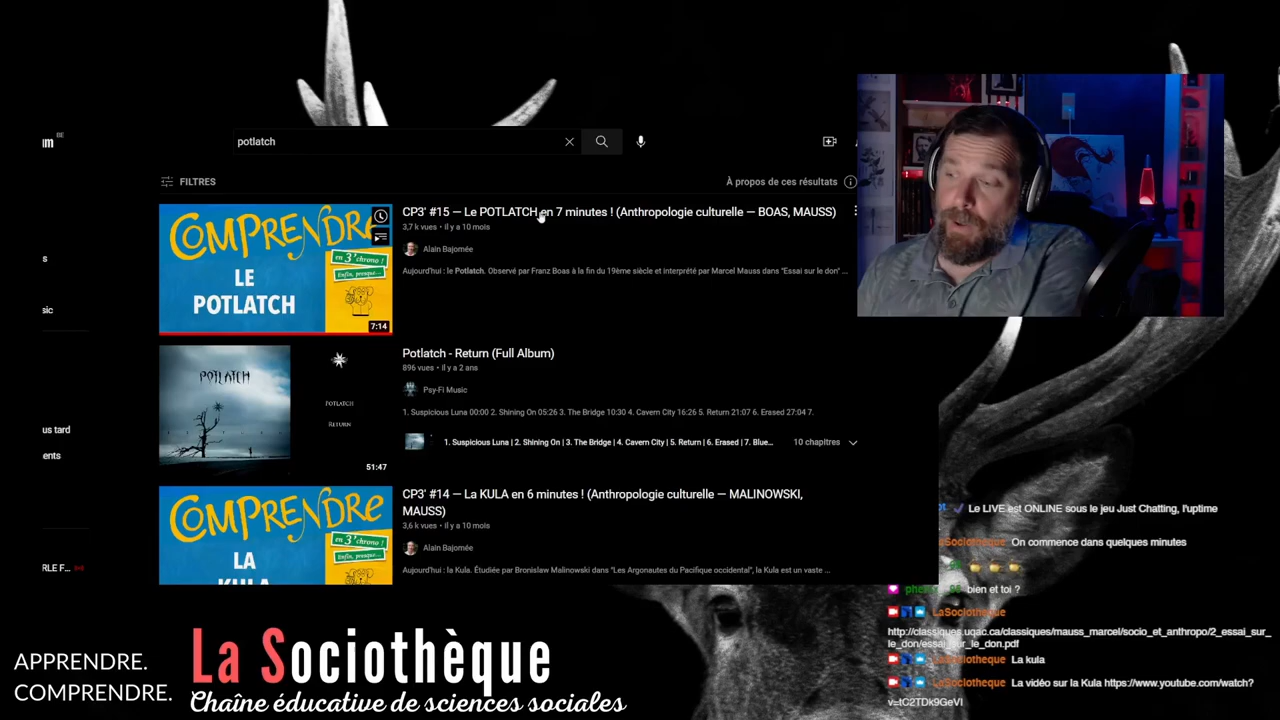 potlatch
FILTRES
À propos de ces résultats
COMPRENDRE
en 3' chrono !
Enfin, presque...
LE
POTLATCH
7:14
CP3' #15 — Le POTLATCH en 7 minutes ! (Anthropologie culturelle — BOAS, MAUSS)
3,7 k vues • il y a 10 mois
Alain Bajomée
Aujourd'hui : le Potlatch. Observé par Franz Boas à la fin du 19ème siècle et interprété par Marcel Mauss dans "Essai sur le don" ...
POTLATCH
POTLATCH
RETURN
51:47
Potlatch - Return (Full Album)
896 vues • il y a 2 ans
Psy-Fi Music
1. Suspicious Luna 00:00 2. Shining On 05:26 3. The Bridge 10:30 4. Cavern City 16:26 5. Return 21:07 6. Erased 27:04 7.
1. Suspicious Luna | 2. Shining On | 3. The Bridge | 4. Cavern City | 5. Return | 6. Erased | 7. Blue...
10 chapitres
COMPRENDRE
en 3' chrono !
Enfin, presque...
LA
KULA
CP3' #14 — La KULA en 6 minutes ! (Anthropologie culturelle — MALINOWSKI,
MAUSS)
3,6 k vues • il y a 10 mois
Alain Bajomée
Aujourd'hui : la Kula. Étudiée par Bronislaw Malinowski dans "Les Argonautes du Pacifique occidental", la Kula est un vaste ...
us tard
ents
RLE F...
Le LIVE est ONLINE sous le jeu Just Chatting, l'uptime
On commence dans quelques minutes
bien et toi ?
LaSociotheque
http://classiques.uqac.ca/classiques/mauss_marcel/socio_et_anthropo/2_essai_sur_
le_don/essai_sur_le_don.pdf
LaSociotheque La kula
LaSociotheque La vidéo sur la Kula https://www.youtube.com/watch?
v=tC2TDk9GeVI
APPRENDRE.
COMPRENDRE.
La Sociothèque
Chaîne éducative de sciences sociales